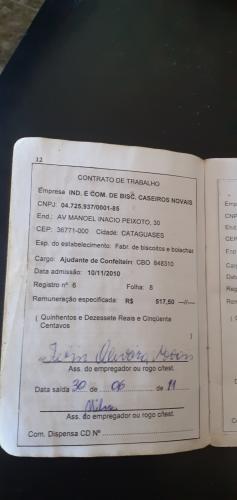 12
CONTRATO DE TRABALHO
Empresa IND. E COM. DE BISC. CASEIROS NOVAIS
CNPJ: 04.725.937/0001-85
End.: AV MANOEL INACIO PEIXOTO, 30
CEP: 36771-000 Cidade: CATAGUASES
Esp. do estabelecimento: Fabr. de biscoitos e bolachas
Cargo: Ajudante de Confeiteiro CBO 848310
Data admissão: 10/11/2010
Registro nº 6 Folha: 8
Remuneração especificada: R$ 517,50 ---//---
( Quinhentos e Dezessete Reais e Cinqüenta
Centavos
)
Ass. do empregador ou rogo c/test.
Data saída 30 de 06 de 11
Ass. do empregador ou rogo c/test.
Com. Dispensa CD Nº